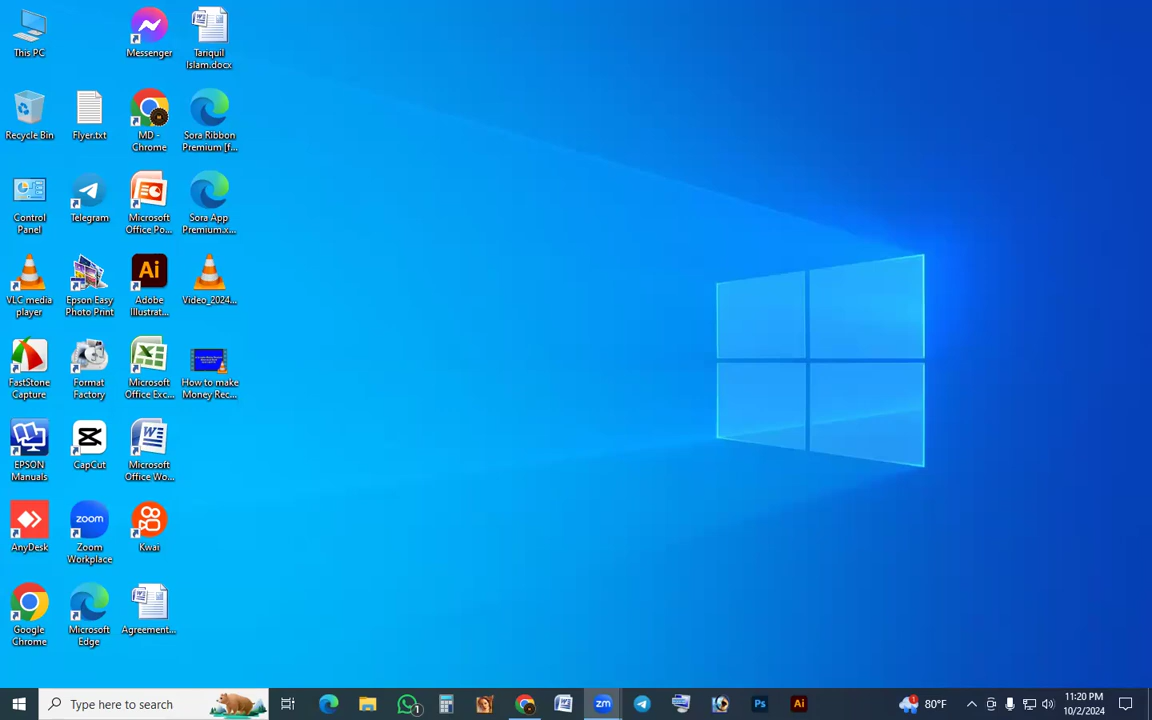 This PC
Messenger
Tariquil
Islam.docx
Recycle Bin
Flyer.txt
MD -
Chrome
Sora Ribbon
Premium [f...
Control
Panel
Telegram
Microsoft
Office Po...
Sora App
Premium.x...
VLC media
player
Epson Easy
Photo Print
Ai
Adobe
Illustrat...
Video_2024...
FastStone
Capture
Format
Factory
Microsoft
Office Exc...
How to make
Money Rec...
EPSON
Manuals
CapCut
Microsoft
Office Wo...
AnyDesk
zoom
Zoom
Workplace
Kwai
Google
Chrome
Microsoft
Edge
Agreement...
Type here to search
1
zm
Ps
Ai
1
80°F
11:20 PM
10/2/2024